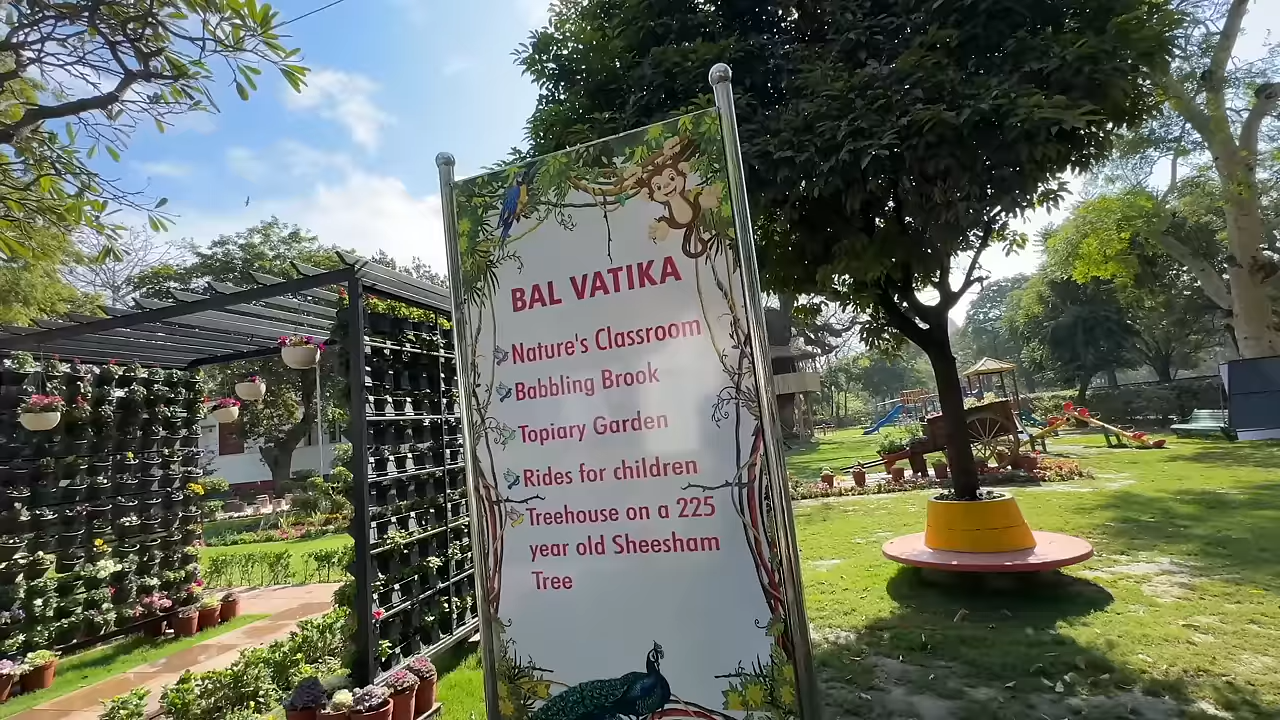 BAL VATIKA
Nature's Classroom
Babbling Brook
Topiary Garden
Rides for children
Treehouse on a 225
year old Sheesham
Tree